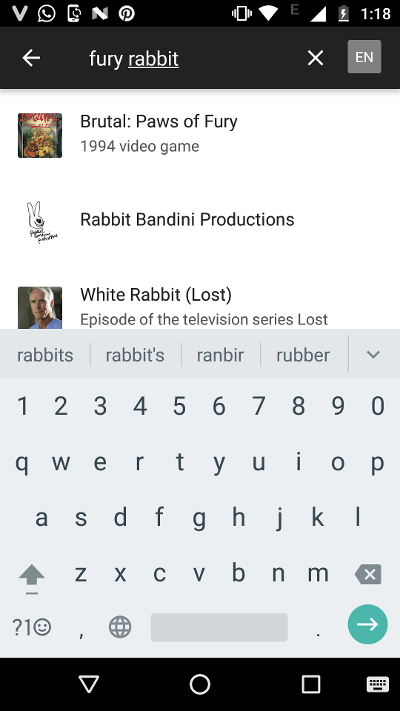 1:18
fury rabbit
EN
Brutal: Paws of Fury
1994 video game
Rabbit Bandini Productions
White Rabbit (Lost)
Episode of the television series Lost
rabbits rabbit's ranbir rubber
1 2 3 4 5 6 7 8 9 0
q w e r t y u i o p
a s d f g h j k l
z x c v b n m
?1 , .